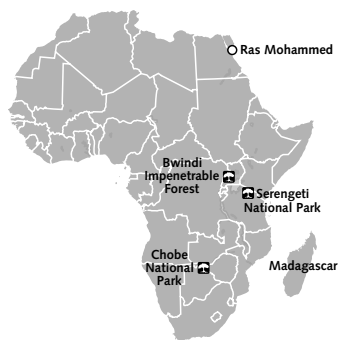 Ras Mohammed
Bwindi
Impenetrable
Forest
Serengeti
National Park
Chobe
National
Park
Madagascar